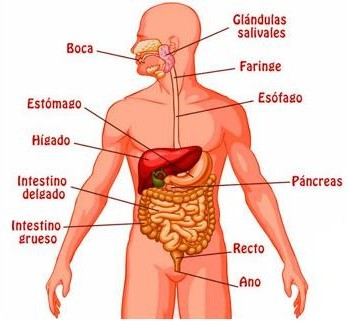 Glándulas
salivales
Boca
Faringe
Esófago
Estómago
Hígado
Intestino
delgado
Páncreas
Intestino
grueso
Recto
Ano